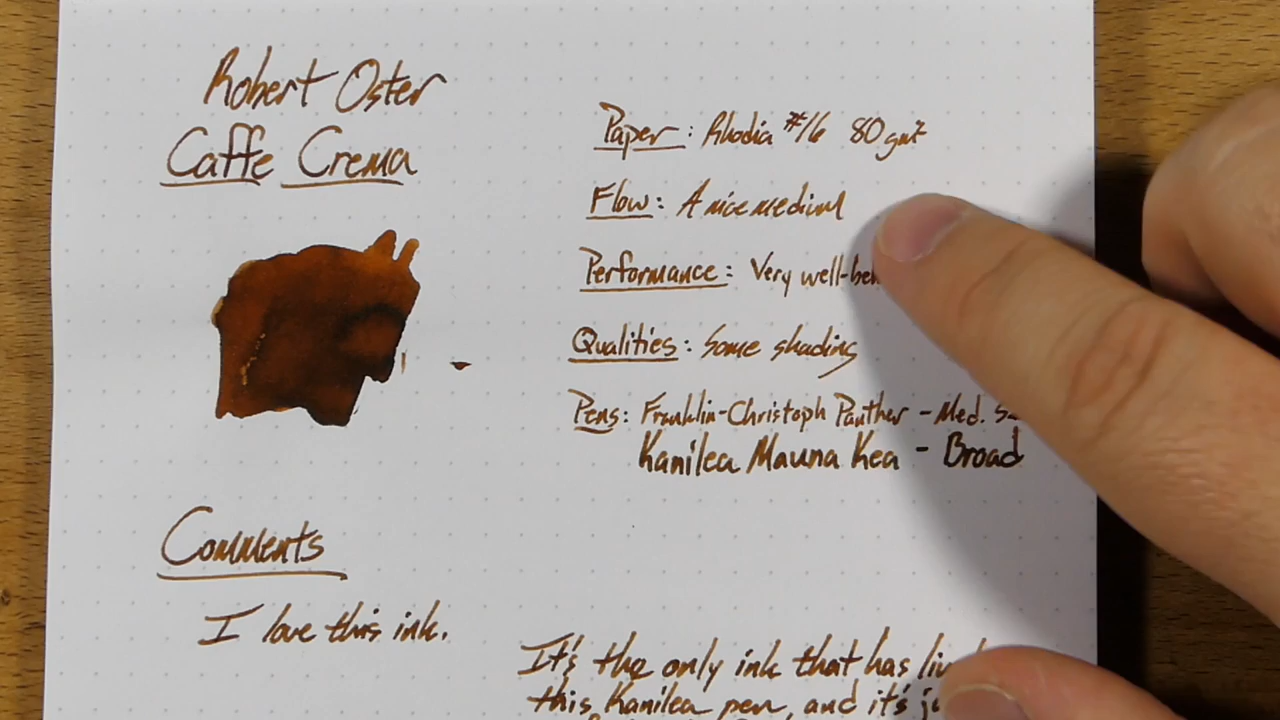 Robert Oster
Caffe Crema
Paper: Rhodia #16 80 gm²
Flow: A nice medium
Performance: Very well-
Qualities: Some shading
Pens: Franklin-Christoph Panther - Med.
Kanilea Mauna Kea - Broad
Comments
I love this ink.
It's the only ink that has
this Kanilea pen, and it's